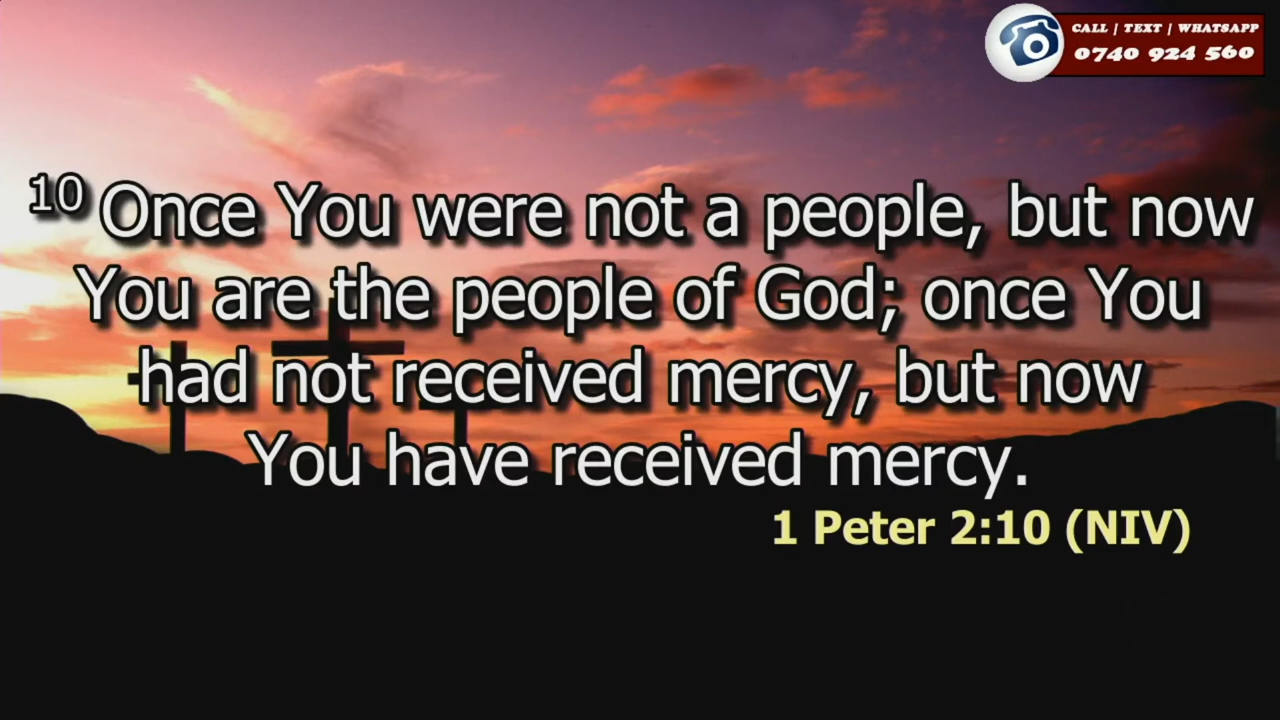 CALL | TEXT | WHATSAPP
0740 924 560
10 Once You were not a people, but now
You are the people of God; once You
had not received mercy, but now
You have received mercy.
1 Peter 2:10 (NIV)